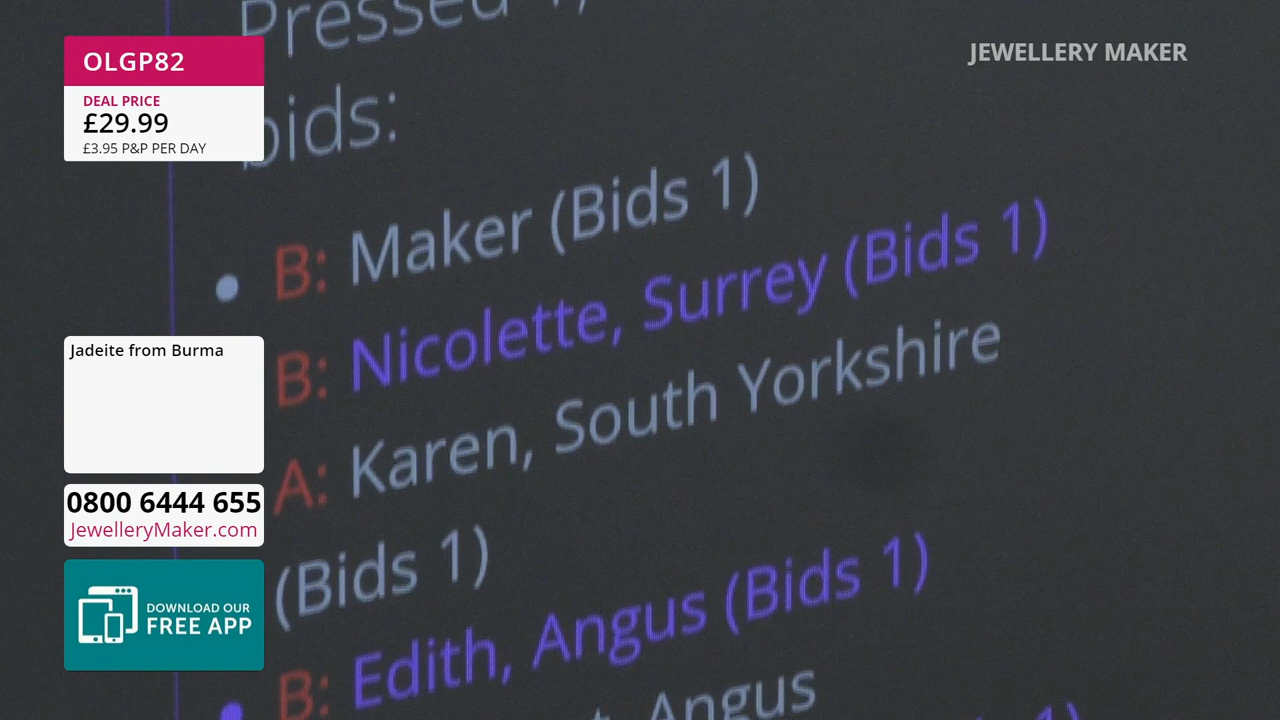 OLGP82
DEAL PRICE
£29.99
£3.95 P&P PER DAY
JEWELLERY MAKER
Pressed
bids:
B: Maker (Bids 1)
B: Nicolette, Surrey (Bids 1)
A: Karen, South Yorkshire
(Bids 1)
B: Edith, Angus (Bids 1)
Angus
Jadeite from Burma
0800 6444 655
JewelleryMaker.com
DOWNLOAD OUR
FREE APP